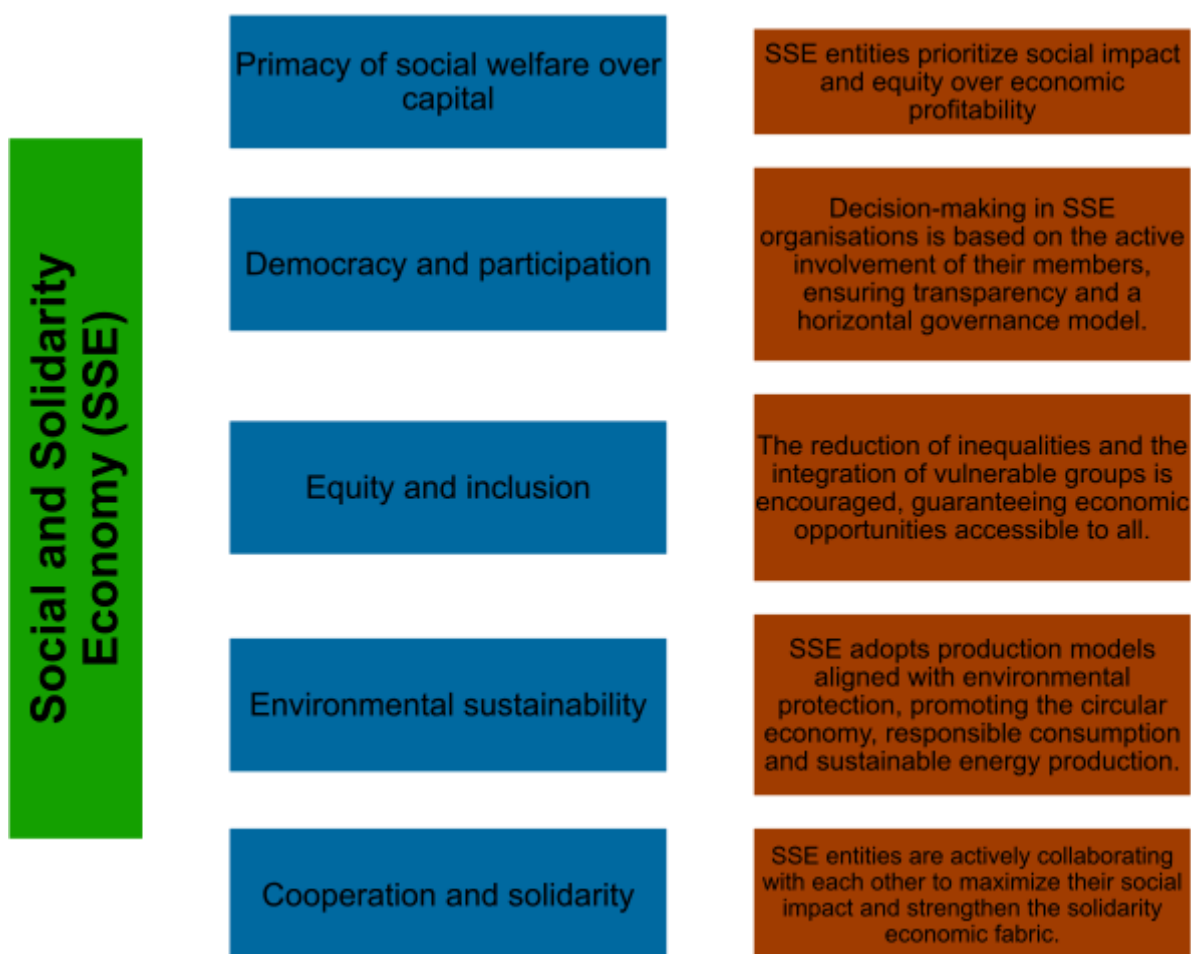 Social and Solidarity
Economy (SSE)
Primacy of social welfare over
capital
SSE entities prioritize social impact
and equity over economic
profitability
Democracy and participation
Decision-making in SSE
organisations is based on the active
involvement of their members,
ensuring transparency and a
horizontal governance model.
Equity and inclusion
The reduction of inequalities and the
integration of vulnerable groups is
encouraged, guaranteeing economic
opportunities accessible to all.
Environmental sustainability
SSE adopts production models
aligned with environmental
protection, promoting the circular
economy, responsible consumption
and sustainable energy production.
Cooperation and solidarity
SSE entities are actively collaborating
with each other to maximize their social
impact and strengthen the solidarity
economic fabric.